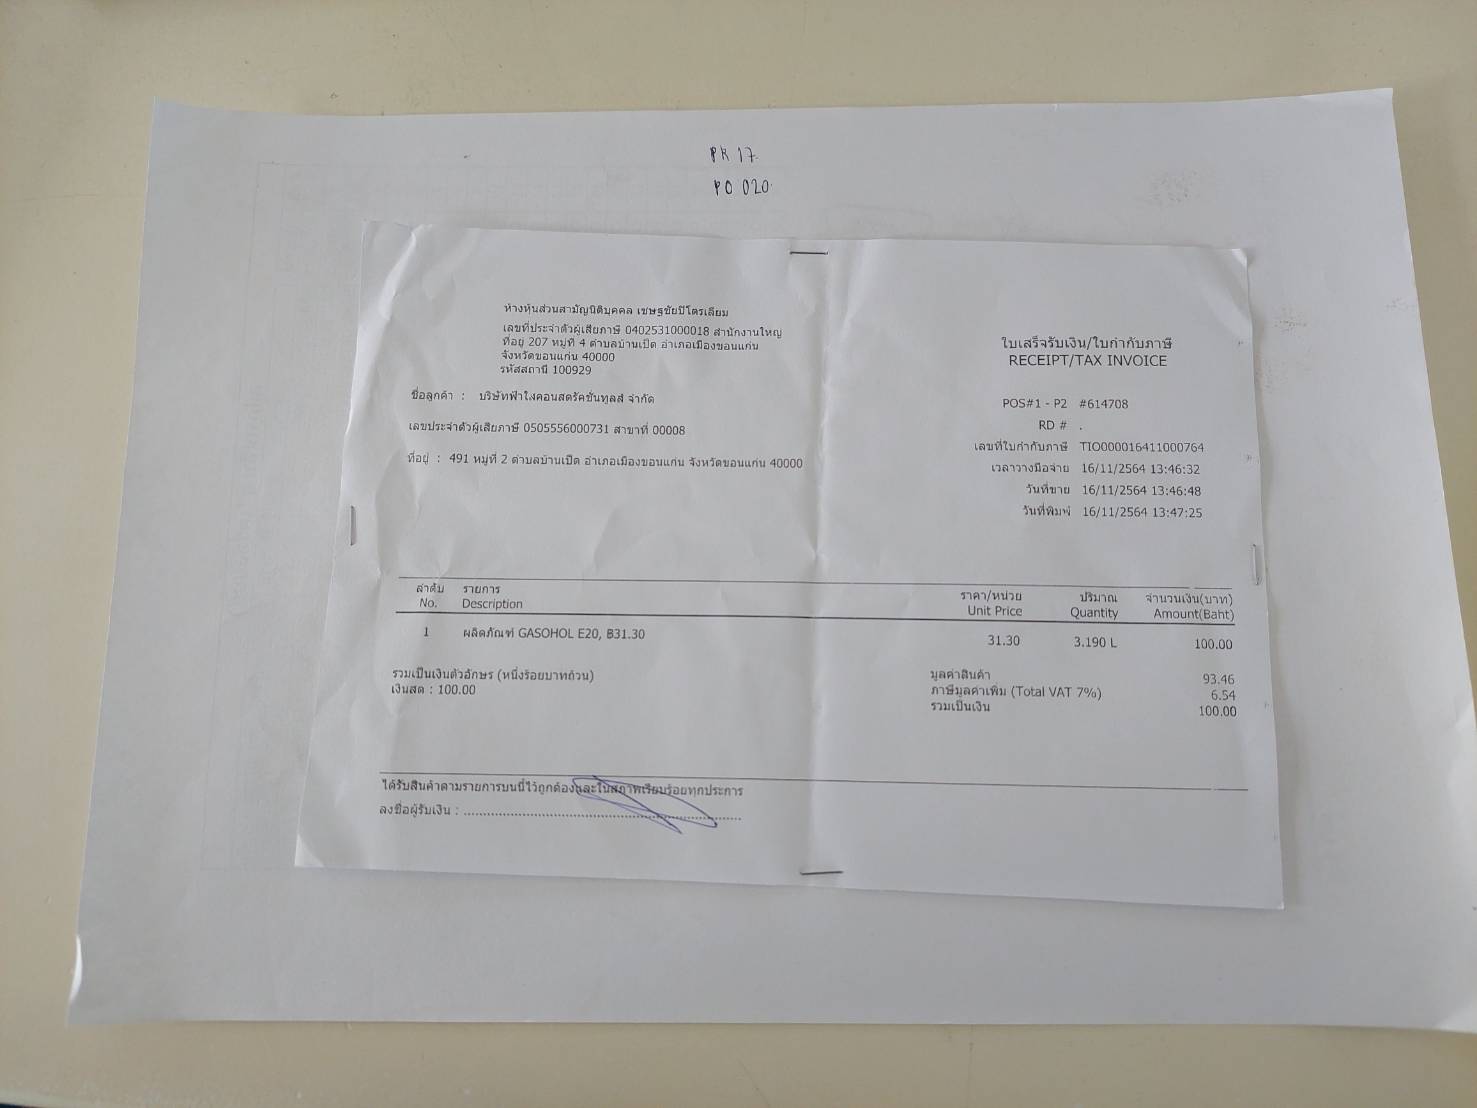 PR 17.
PO 020.
ห้างหุ้นส่วนสามัญนิติบุคคล เชษฐชัยปิโตรเลียม
เลขที่ประจำตัวผู้เสียภาษี 0402531000018 สำนักงานใหญ่
ที่อยู่ 207 หมู่ที่ 4 ตำบลบ้านเป็ด อำเภอเมืองขอนแก่น
จังหวัดขอนแก่น 40000
รหัสสถานี 100929
ชื่อลูกค้า : บริษัทฟ้าใสคอนสตรัคชั่นทูลส์ จำกัด
เลขประจำตัวผู้เสียภาษี 0505556000731 สาขาที่ 00008
ที่อยู่ : 491 หมู่ที่ 2 ตำบลบ้านเป็ด อำเภอเมืองขอนแก่น จังหวัดขอนแก่น 40000
ใบเสร็จรับเงิน/ใบกำกับภาษี
RECEIPT/TAX INVOICE
POS#1 - P2 #614708
RD # .
เลขที่ใบกำกับภาษี TIO000016411000764
เวลาวางมือจ่าย 16/11/2564 13:46:32
วันที่ขาย 16/11/2564 13:46:48
วันที่พิมพ์ 16/11/2564 13:47:25
ลำดับ รายการ ราคา/หน่วย ปริมาณ จำนวนเงิน(บาท)
No. Description Unit Price Quantity Amount(Baht)
1 ผลิตภัณฑ์ GASOHOL E20, ฿31.30 31.30 3.190 L 100.00
รวมเป็นเงินตัวอักษร (หนึ่งร้อยบาทถ้วน) มูลค่าสินค้า 93.46
เงินสด : 100.00 ภาษีมูลค่าเพิ่ม (Total VAT 7%) 6.54
รวมเป็นเงิน 100.00
ได้รับสินค้าตามรายการบนนี้ไว้ถูกต้องและในสภาพเรียบร้อยทุกประการ
ลงชื่อผู้รับเงิน :